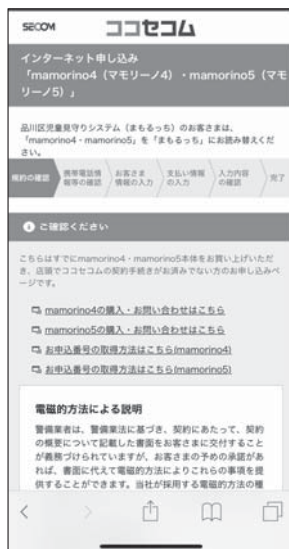 SECOM ココセコム
インターネット申し込み
「mamorino4（マモリーノ4）・mamorino5（マモ
リーノ5）」
品川区児童見守りシステム（まもるっち）のお客さまは、
「mamorino4・mamorino5」を「まもるっち」にお読み替えくだ
さい。
規約の確認
携帯電話情
報等の確認
お客さま
情報の入力
支払い情報
の入力
入力内容
の確認
完了
ご確認ください
こちらはすでにmamorino4・mamorino5本体をお買い上げいただ
き、店頭でココセコムの契約手続きがお済みでない方のお申し込みペ
ージです。
mamorino4の購入・お問い合わせはこちら
mamorino5の購入・お問い合わせはこちら
お申込番号の取得方法はこちら(mamorino4)
お申込番号の取得方法はこちら(mamorino5)
電磁的方法による説明
警備業者は、警備業法に基づき、契約にあたって、契約
の概要について記載した書面をお客さまに交付すること
が義務づけられていますが、お客さまの予めの承諾があ
れば、書面に代えて電磁的方法によりこれらの事項を提
供することができます。当社が採用する電磁的方法の種